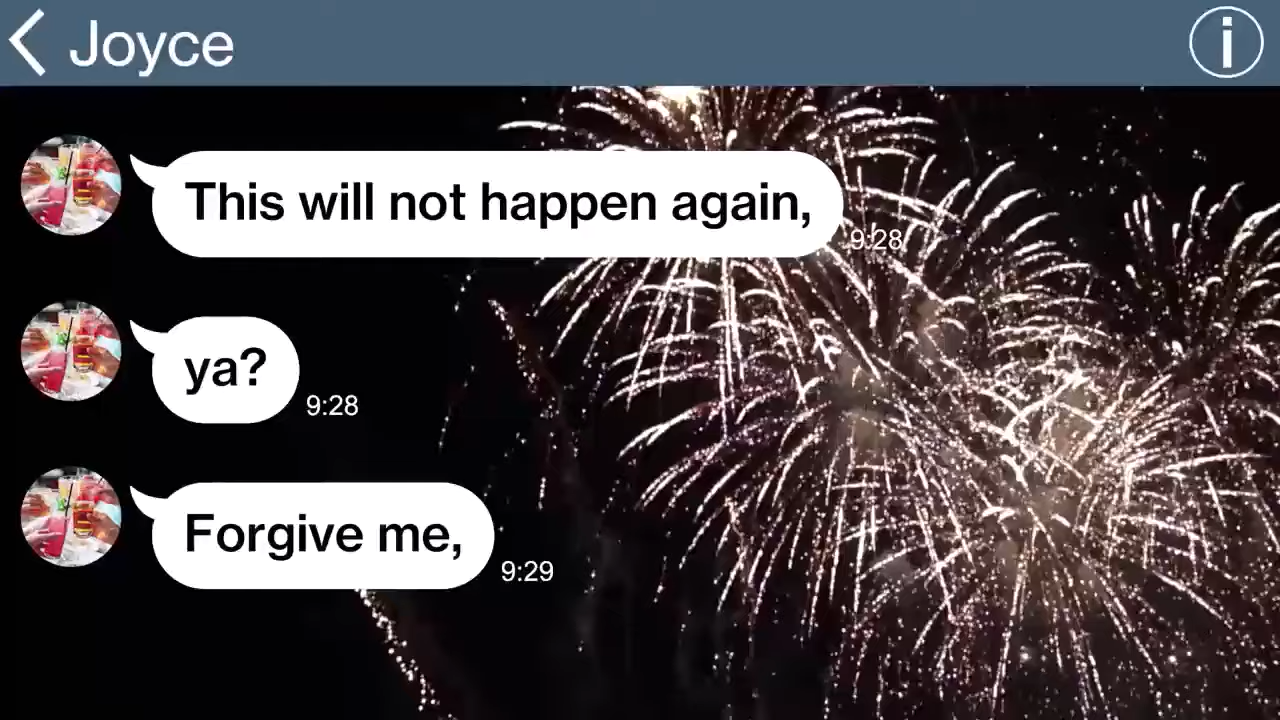 Joyce
This will not happen again,
9:28
ya?
9:28
Forgive me,
9:29